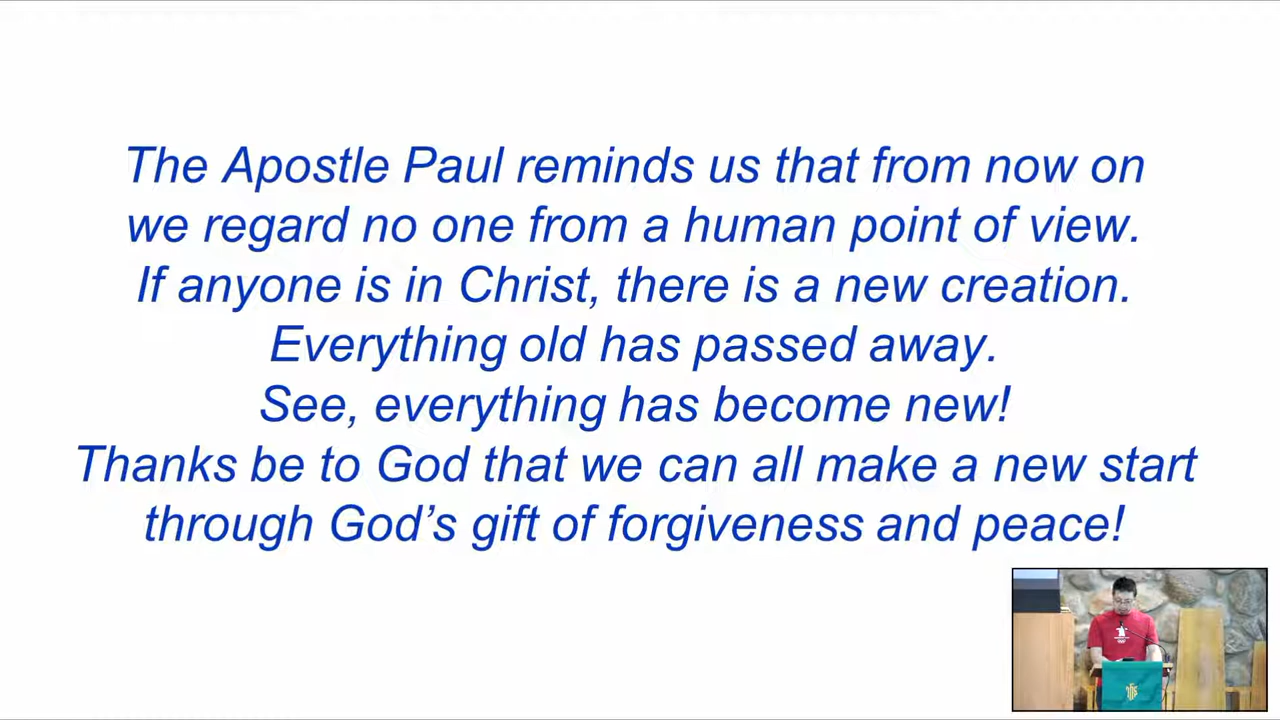 The Apostle Paul reminds us that from now on
we regard no one from a human point of view.
If anyone is in Christ, there is a new creation.
Everything old has passed away.
See, everything has become new!
Thanks be to God that we can all make a new start
through God’s gift of forgiveness and peace!